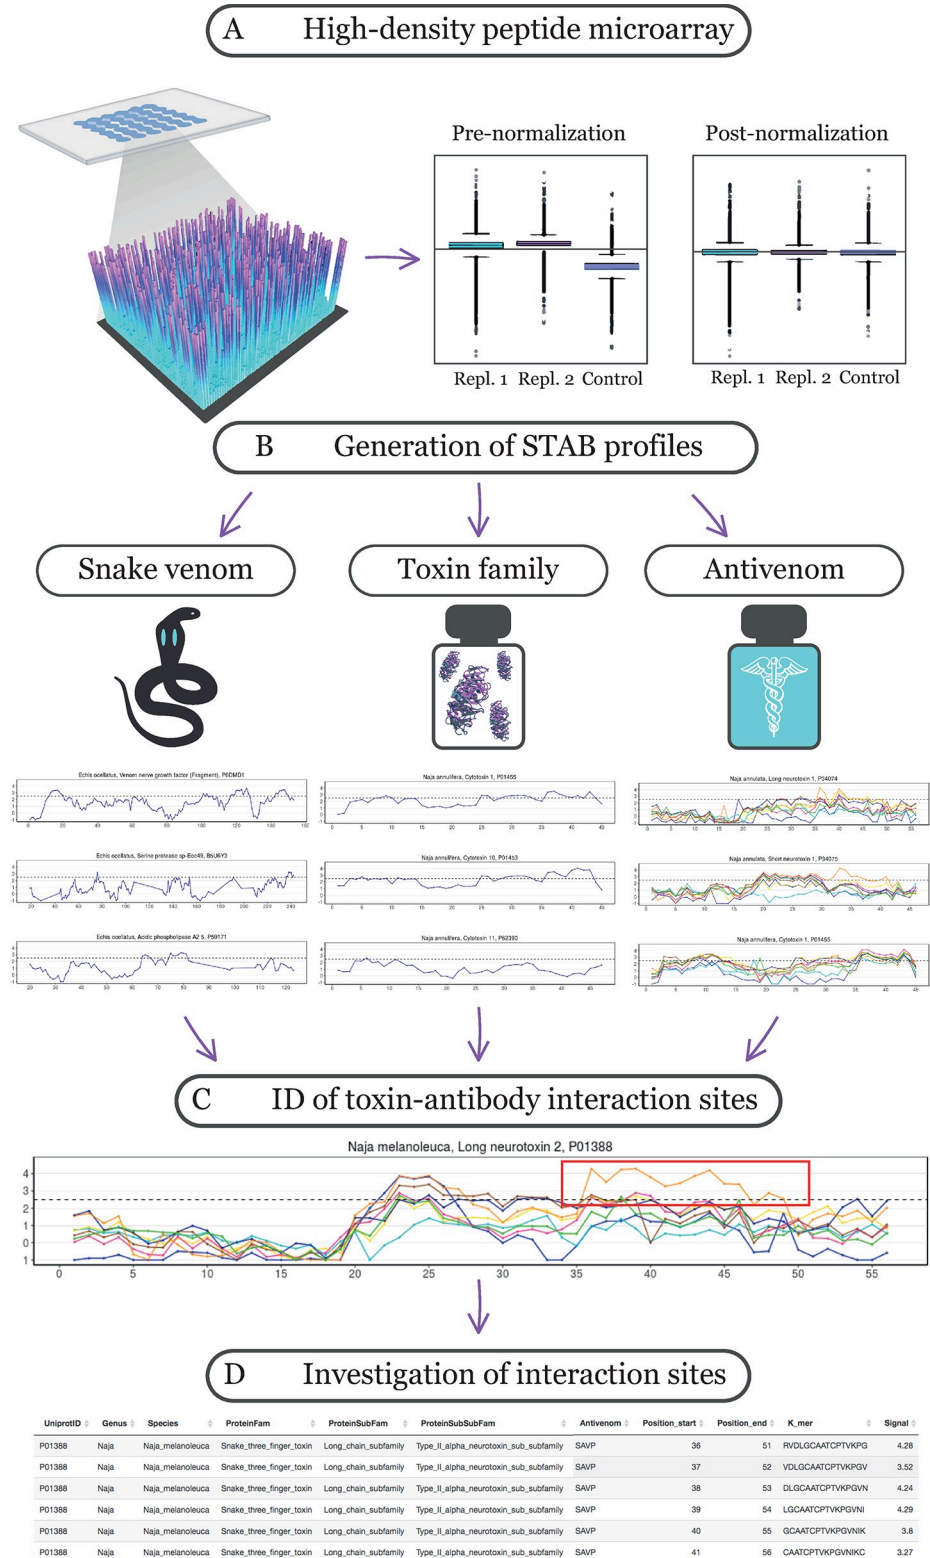 A High-density peptide microarray
Pre-normalization
Post-normalization
Repl. 1 Repl. 2 Control
Repl. 1 Repl. 2 Control
B Generation of STAB profiles
Snake venom
Toxin family
Antivenom
Echis ocellatus, Venom nerve growth factor (Fragment), P0DMD1
Naja annulifera, Cytotoxin 1, P01455
Naja annulata, Long neurotoxin 1, P34074
Echis ocellatus, Serine protease sp-Eoc49, B5U6Y3
Naja annulifera, Cytotoxin 10, P01453
Naja annulata, Short neurotoxin 1, P34075
Echis ocellatus, Acidic phospholipase A2 5, P59171
Naja annulifera, Cytotoxin 11, P62390
Naja annulifera, Cytotoxin 1, P01455
C ID of toxin-antibody interaction sites
Naja melanoleuca, Long neurotoxin 2, P01388
4
3
2
1
0
1
0 5 10 15 20 25 30 35 40 45 50 55
D Investigation of interaction sites
UniprotID Genus Species ProteinFam ProteinSubFam ProteinSubSubFam Antivenom Position_start Position_end K_mer Signal
P01388 Naja Naja_melanoleuca Snake_three_finger_toxin Long_chain_subfamily Type_II_alpha_neurotoxin_sub_subfamily SAVP 36 51 RVDLGCAATCPTVKPG 4.28
P01388 Naja Naja_melanoleuca Snake_three_finger_toxin Long_chain_subfamily Type_II_alpha_neurotoxin_sub_subfamily SAVP 37 52 VDLGCAATCPTVKPGV 3.52
P01388 Naja Naja_melanoleuca Snake_three_finger_toxin Long_chain_subfamily Type_II_alpha_neurotoxin_sub_subfamily SAVP 38 53 DLGCAATCPTVKPGVN 4.24
P01388 Naja Naja_melanoleuca Snake_three_finger_toxin Long_chain_subfamily Type_II_alpha_neurotoxin_sub_subfamily SAVP 39 54 LGCAATCPTVKPGVNI 4.29
P01388 Naja Naja_melanoleuca Snake_three_finger_toxin Long_chain_subfamily Type_II_alpha_neurotoxin_sub_subfamily SAVP 40 55 GCAATCPTVKPGVNIK 3.8
P01388 Naja Naja_melanoleuca Snake_three_finger_toxin Long_chain_subfamily Type_II_alpha_neurotoxin_sub_subfamily SAVP 41 56 CAATCPTVKPGVNIKC 3.27